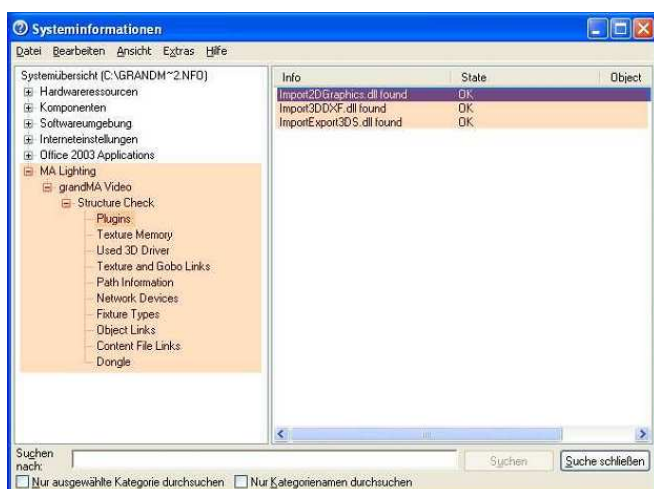 Systeminformationen
Datei Bearbeiten Ansicht Extras Hilfe
Systemübersicht (C:\GRANDM~2.NFO)
Hardwareressourcen
Komponenten
Softwareumgebung
Interneteinstellungen
Office 2003 Applications
MA Lighting
grandMA Video
Structure Check
Plugins
Texture Memory
Used 3D Driver
Texture and Gobo Links
Path Information
Network Devices
Fixture Types
Object Links
Content File Links
Dongle
Info State Object
Import2DGraphics.dll found OK
Import3DDXF.dll found OK
ImportExport3DS.dll found OK
Suchen nach:
Suchen Suche schließen
Nur ausgewählte Kategorie durchsuchen Nur Kategorienamen durchsuchen